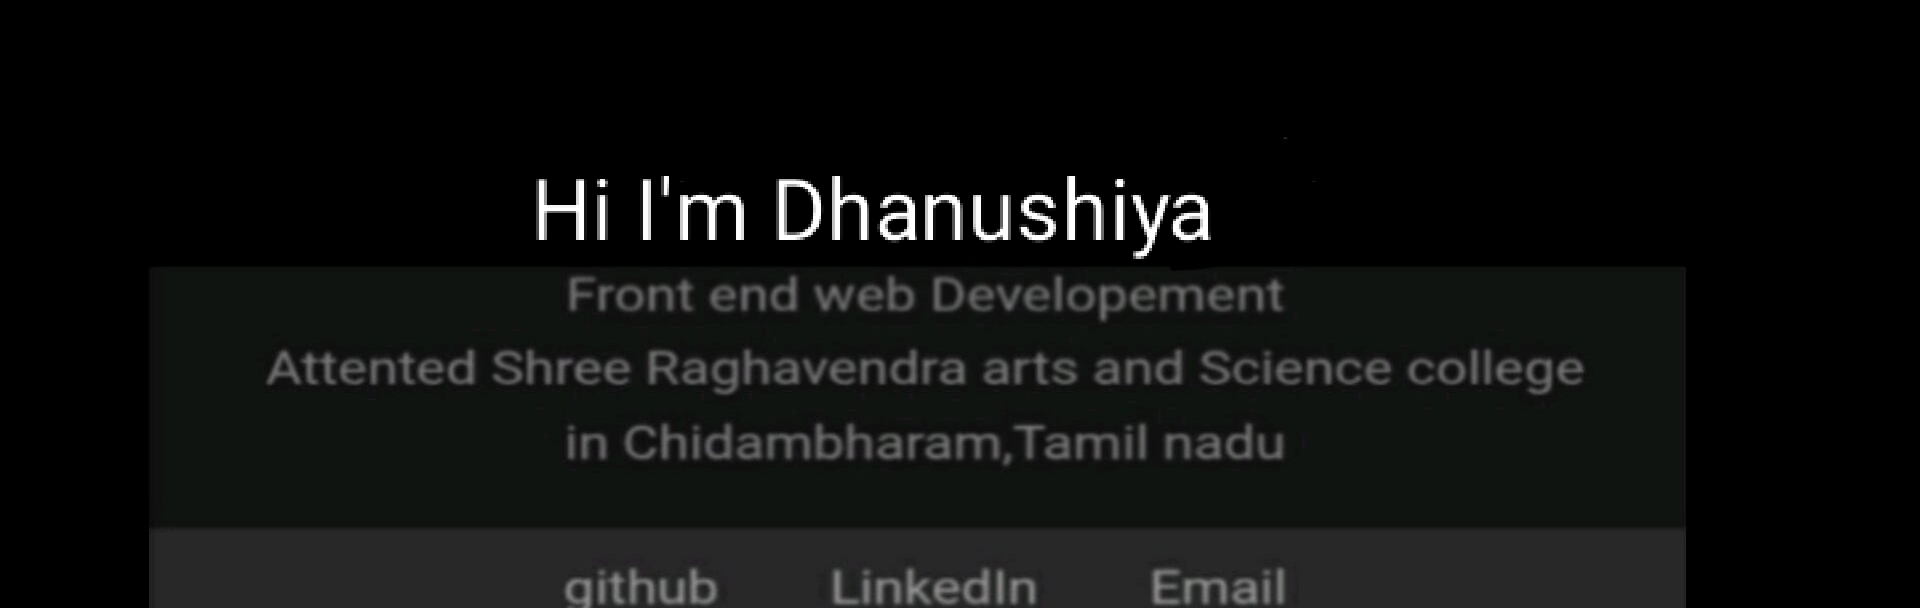 Hi I'm Dhanushiya
Front end web Developement
Attented Shree Raghavendra arts and Science college
in Chidambharam,Tamil nadu
github LinkedIn Email